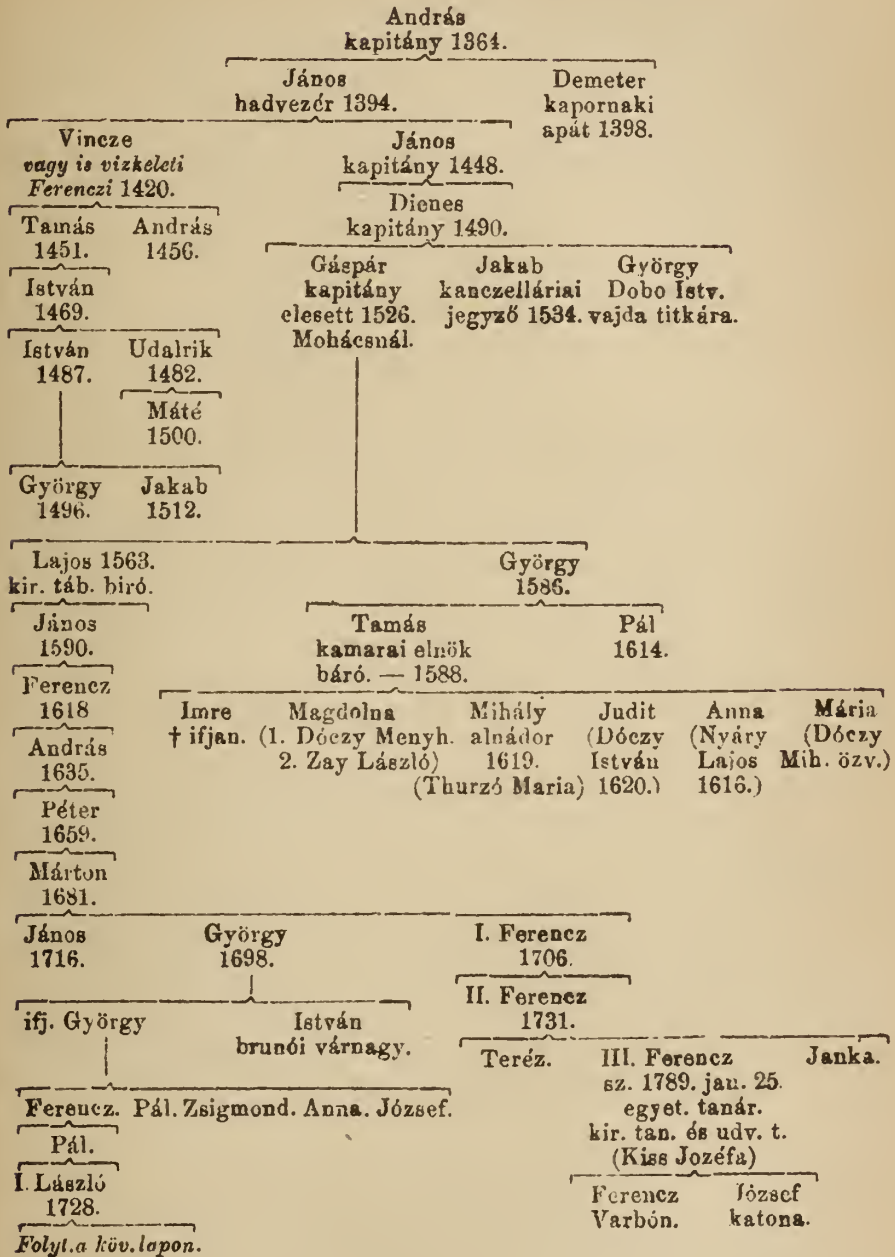 András
kapitány 1364.
János Demeter
hadvezér 1394. kapornaki
apát 1398.
Vincze János
vagy is vizkeleti kapitány 1448.
Ferenczi 1420. Dienes
Tamás András kapitány 1490.
1451. 1456.
Gáspár Jakab György
István kapitány kanczelláriai Dobo Istv.
1469. elesett 1526. jegyző 1534. vajda titkára.
István Udalrik Mohácsnál.
1487. 1482.
Máté
1500.
György Jakab
1496. 1512.
Lajos 1563. György
kir. táb. biró. 1586.
János Tamás Pál
1590. kamarai elnök 1614.
báró. — 1588.
Ferencz
1618 Imre Magdolna Mihály Judit Anna Mária
† ifjan. (1. Dóczy Menyh. alnádor (Dóczy (Nyáry (Dóczy
András 2. Zay László) 1619. István Lajos Mih. özv.)
1635. (Thurzó Maria) 1620.) 1616.)
Péter
1659.
Márton
1681.
János György I. Ferencz
1716. 1698. 1706.
II. Ferencz
ifj. György István 1731.
brunói várnagy.
Teréz. III. Ferencz Janka.
sz. 1789. jan. 25.
Ferencz. Pál. Zsigmond. Anna. József. egyet. tanár.
kir. tan. és udv. t.
Pál. (Kiss Jozéfa)
I. László Ferencz József
1728. Varbón. katona.
Folyt. a köv. lapon.